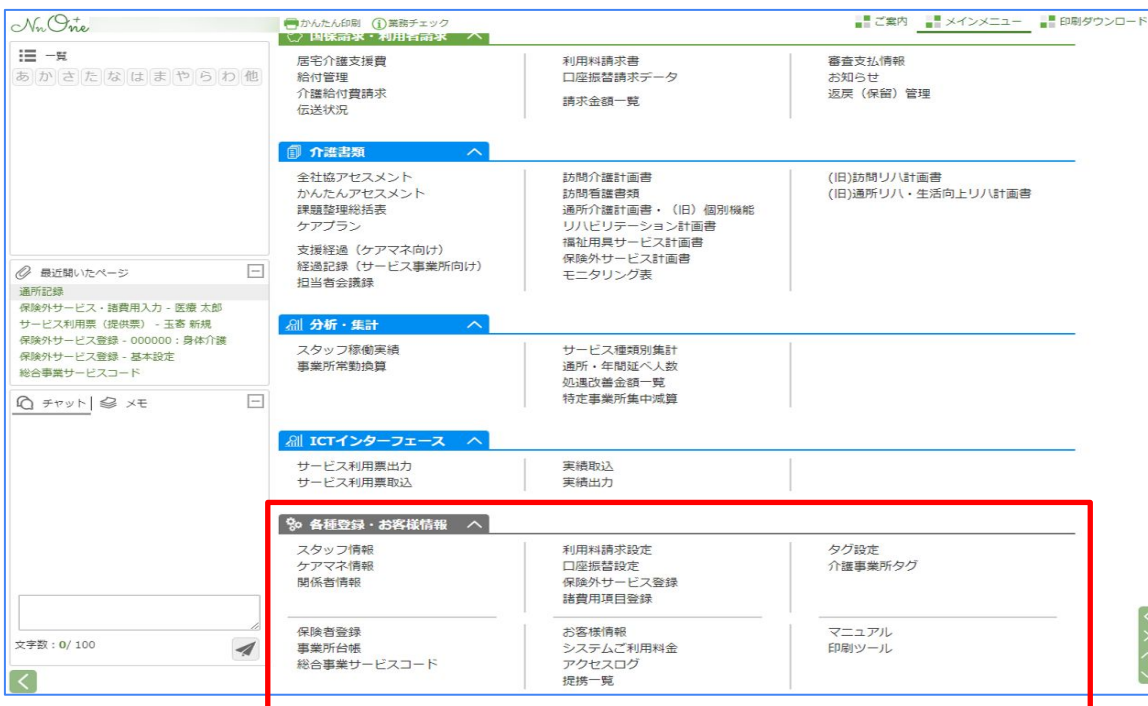 NnOne
かんたん印刷 業務チェック
ご案内 メインメニュー 印刷ダウンロード
一覧
あ か さ た な は ま や ら わ 他
国保請求・利用者請求
居宅介護支援費
給付管理
介護給付費請求
伝送状況
利用料請求書
口座振替請求データ
請求金額一覧
審査支払情報
お知らせ
返戻（保留）管理
介護書類
全社協アセスメント
かんたんアセスメント
課題整理総括表
ケアプラン
支援経過（ケアマネ向け）
経過記録（サービス事業所向け）
担当者会議録
訪問介護計画書
訪問看護書類
通所介護計画書・（旧）個別機能
リハビリテーション計画書
福祉用具サービス計画書
保険外サービス計画書
モニタリング表
(旧)訪問リハ計画書
(旧)通所リハ・生活向上リハ計画書
最近開いたページ
通所記録
保険外サービス・諸費用入力 - 医療 太郎
サービス利用票（提供票） - 玉寄 新規
保険外サービス登録 - 000000：身体介護
保険外サービス登録 - 基本設定
総合事業サービスコード
分析・集計
スタッフ稼働実績
事業所常勤換算
サービス種類別集計
通所・年間延べ人数
処遇改善金額一覧
特定事業所集中減算
チャット メモ
文字数：0/ 100
ICTインターフェース
サービス利用票出力
サービス利用票取込
実績取込
実績出力
各種登録・お客様情報
スタッフ情報
ケアマネ情報
関係者情報
利用料請求設定
口座振替設定
保険外サービス登録
諸費用項目登録
タグ設定
介護事業所タグ
保険者登録
事業所台帳
総合事業サービスコード
お客様情報
システムご利用料金
アクセスログ
提携一覧
マニュアル
印刷ツール